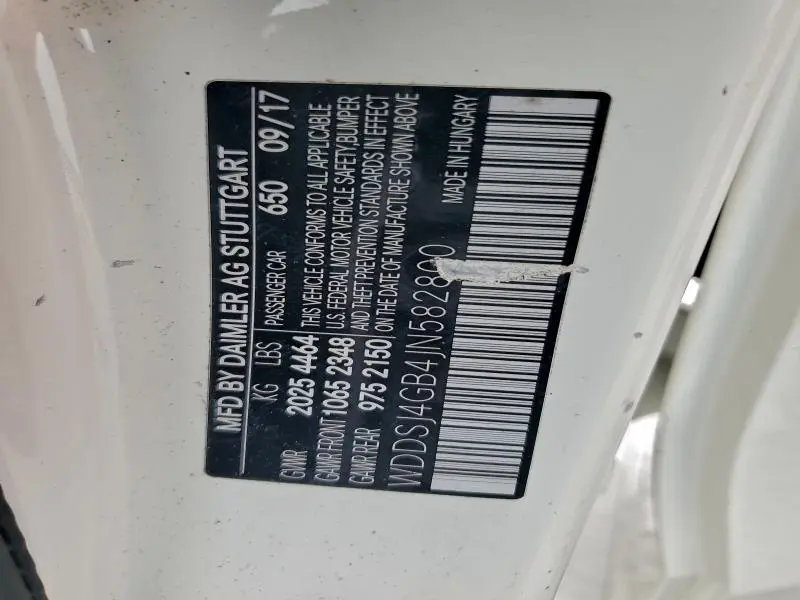 MFD BY DAIMLER AG STUTTGART
KG LBS PASSENGER CAR 650 09/17
GVWR 2025 4464 THIS VEHICLE CONFORMS TO ALL APPLICABLE
GAWR FRONT 1065 2348 U.S. FEDERAL MOTOR VEHICLE SAFETY, BUMPER
GAWR REAR 975 2150 AND THEFT PREVENTION STANDARDS IN EFFECT
ON THE DATE OF MANUFACTURE SHOWN ABOVE
WDDSJ4GB4JN582800 MADE IN HUNGARY